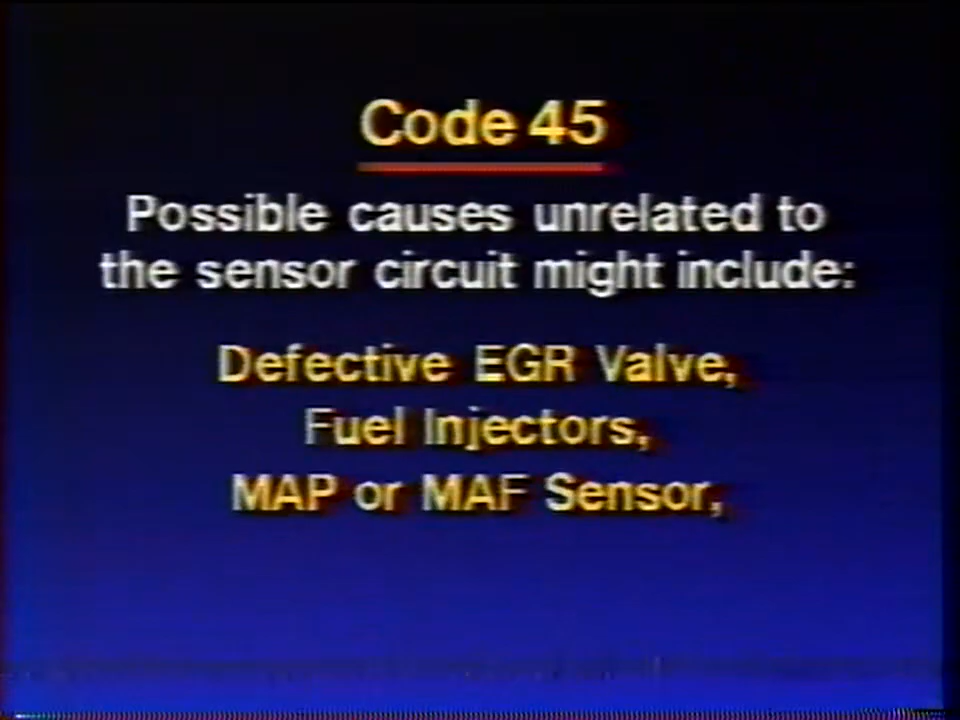 Code 45
Possible causes unrelated to
the sensor circuit might include:
Defective EGR Valve,
Fuel Injectors,
MAP or MAF Sensor,